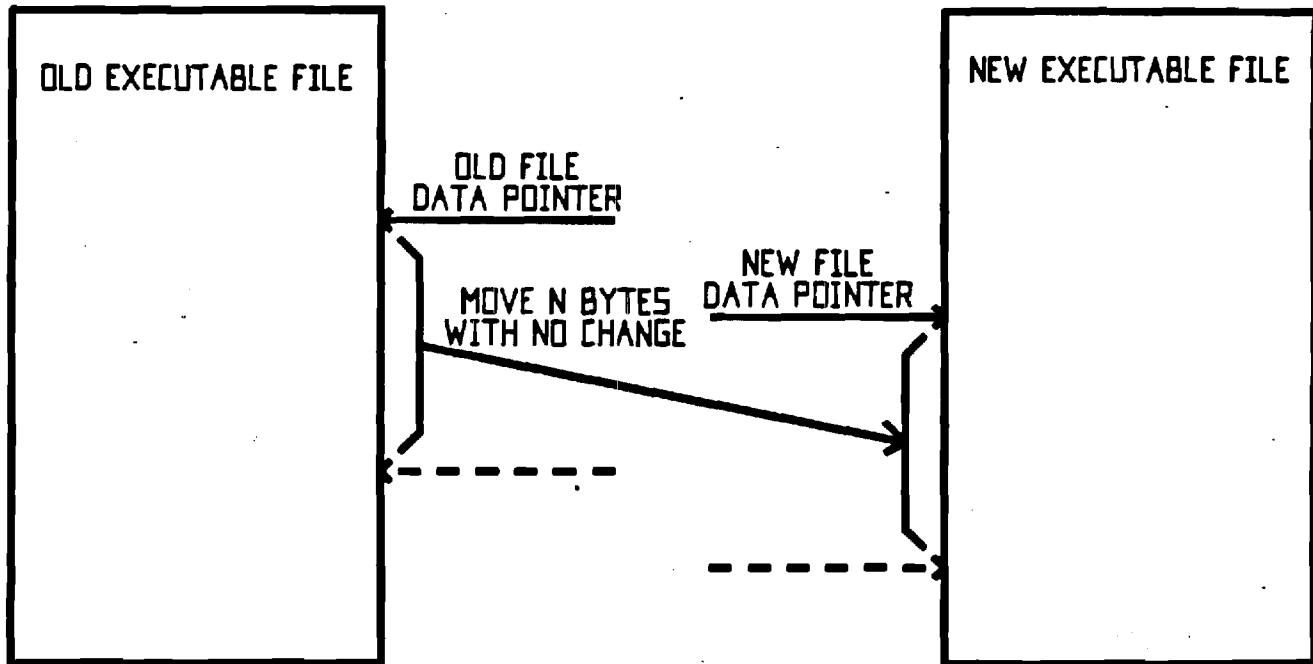 OLD EXECUTABLE FILE
NEW EXECUTABLE FILE
OLD FILE
DATA POINTER
NEW FILE
DATA POINTER
MOVE N BYTES
WITH NO CHANGE